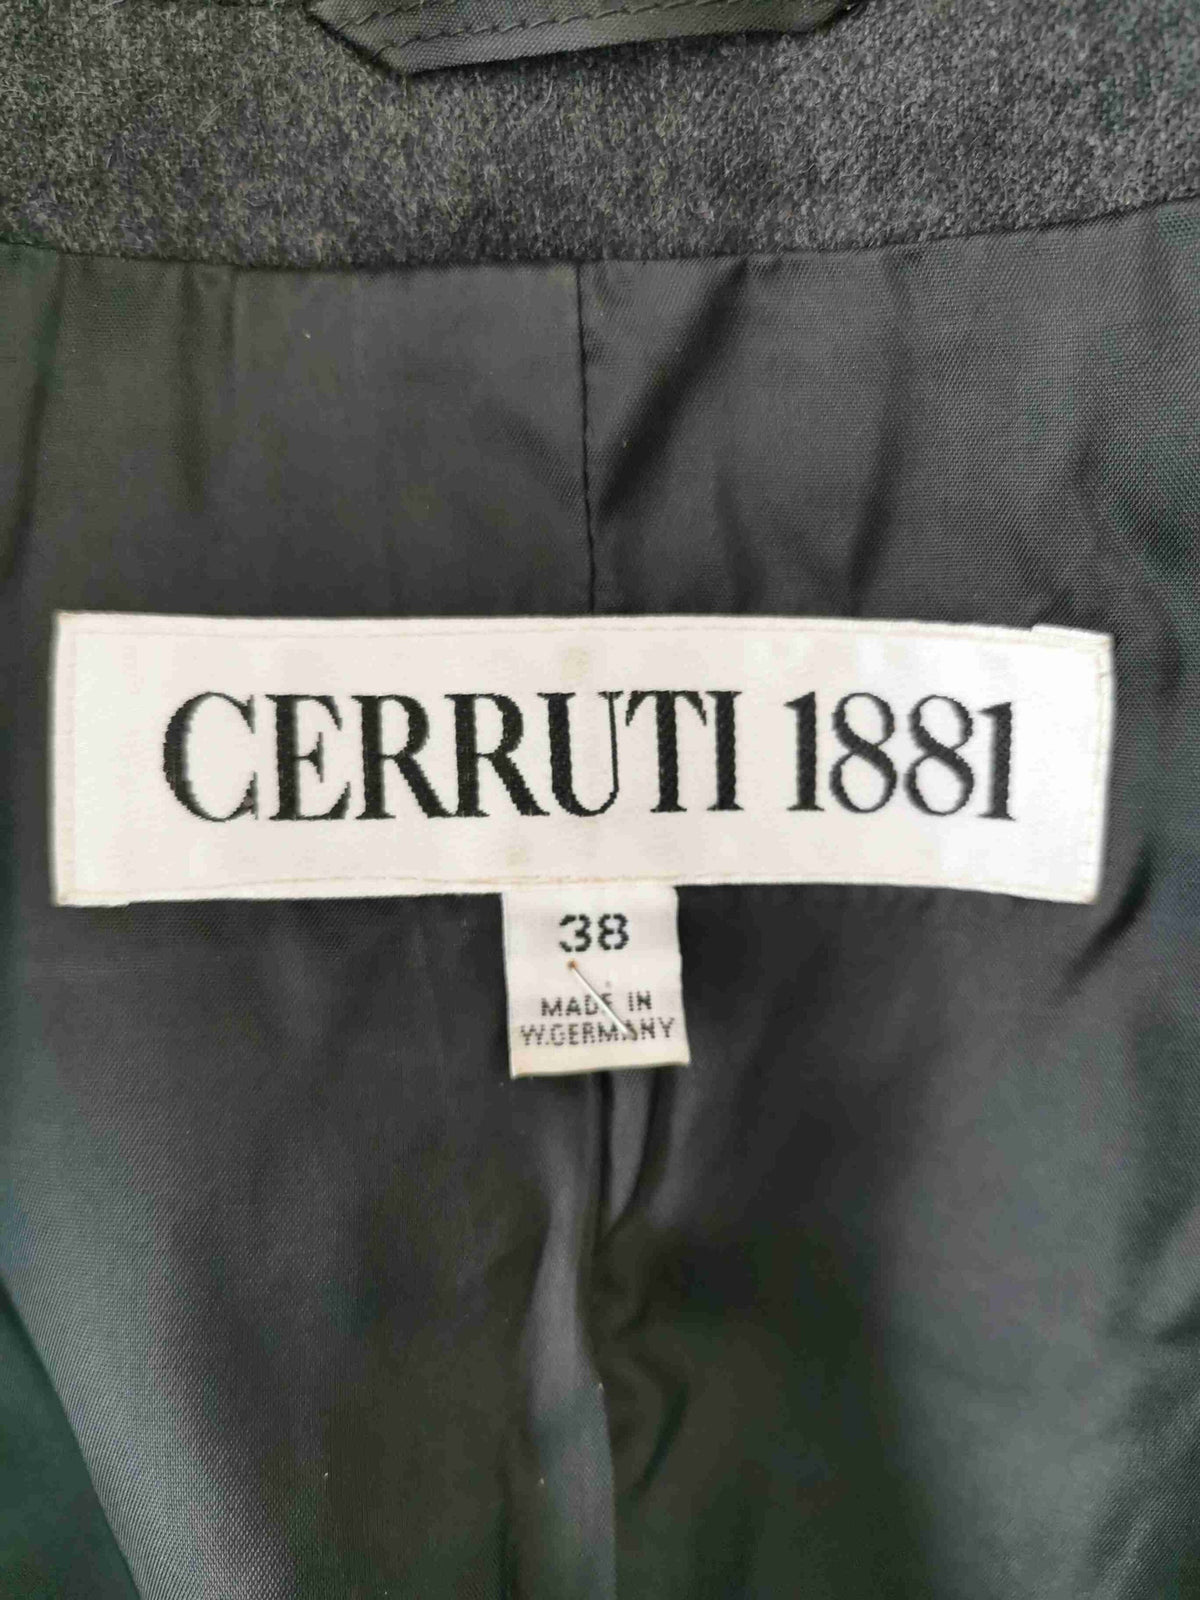 CERRUTI 1881
38
MADE IN
W.GERMANY